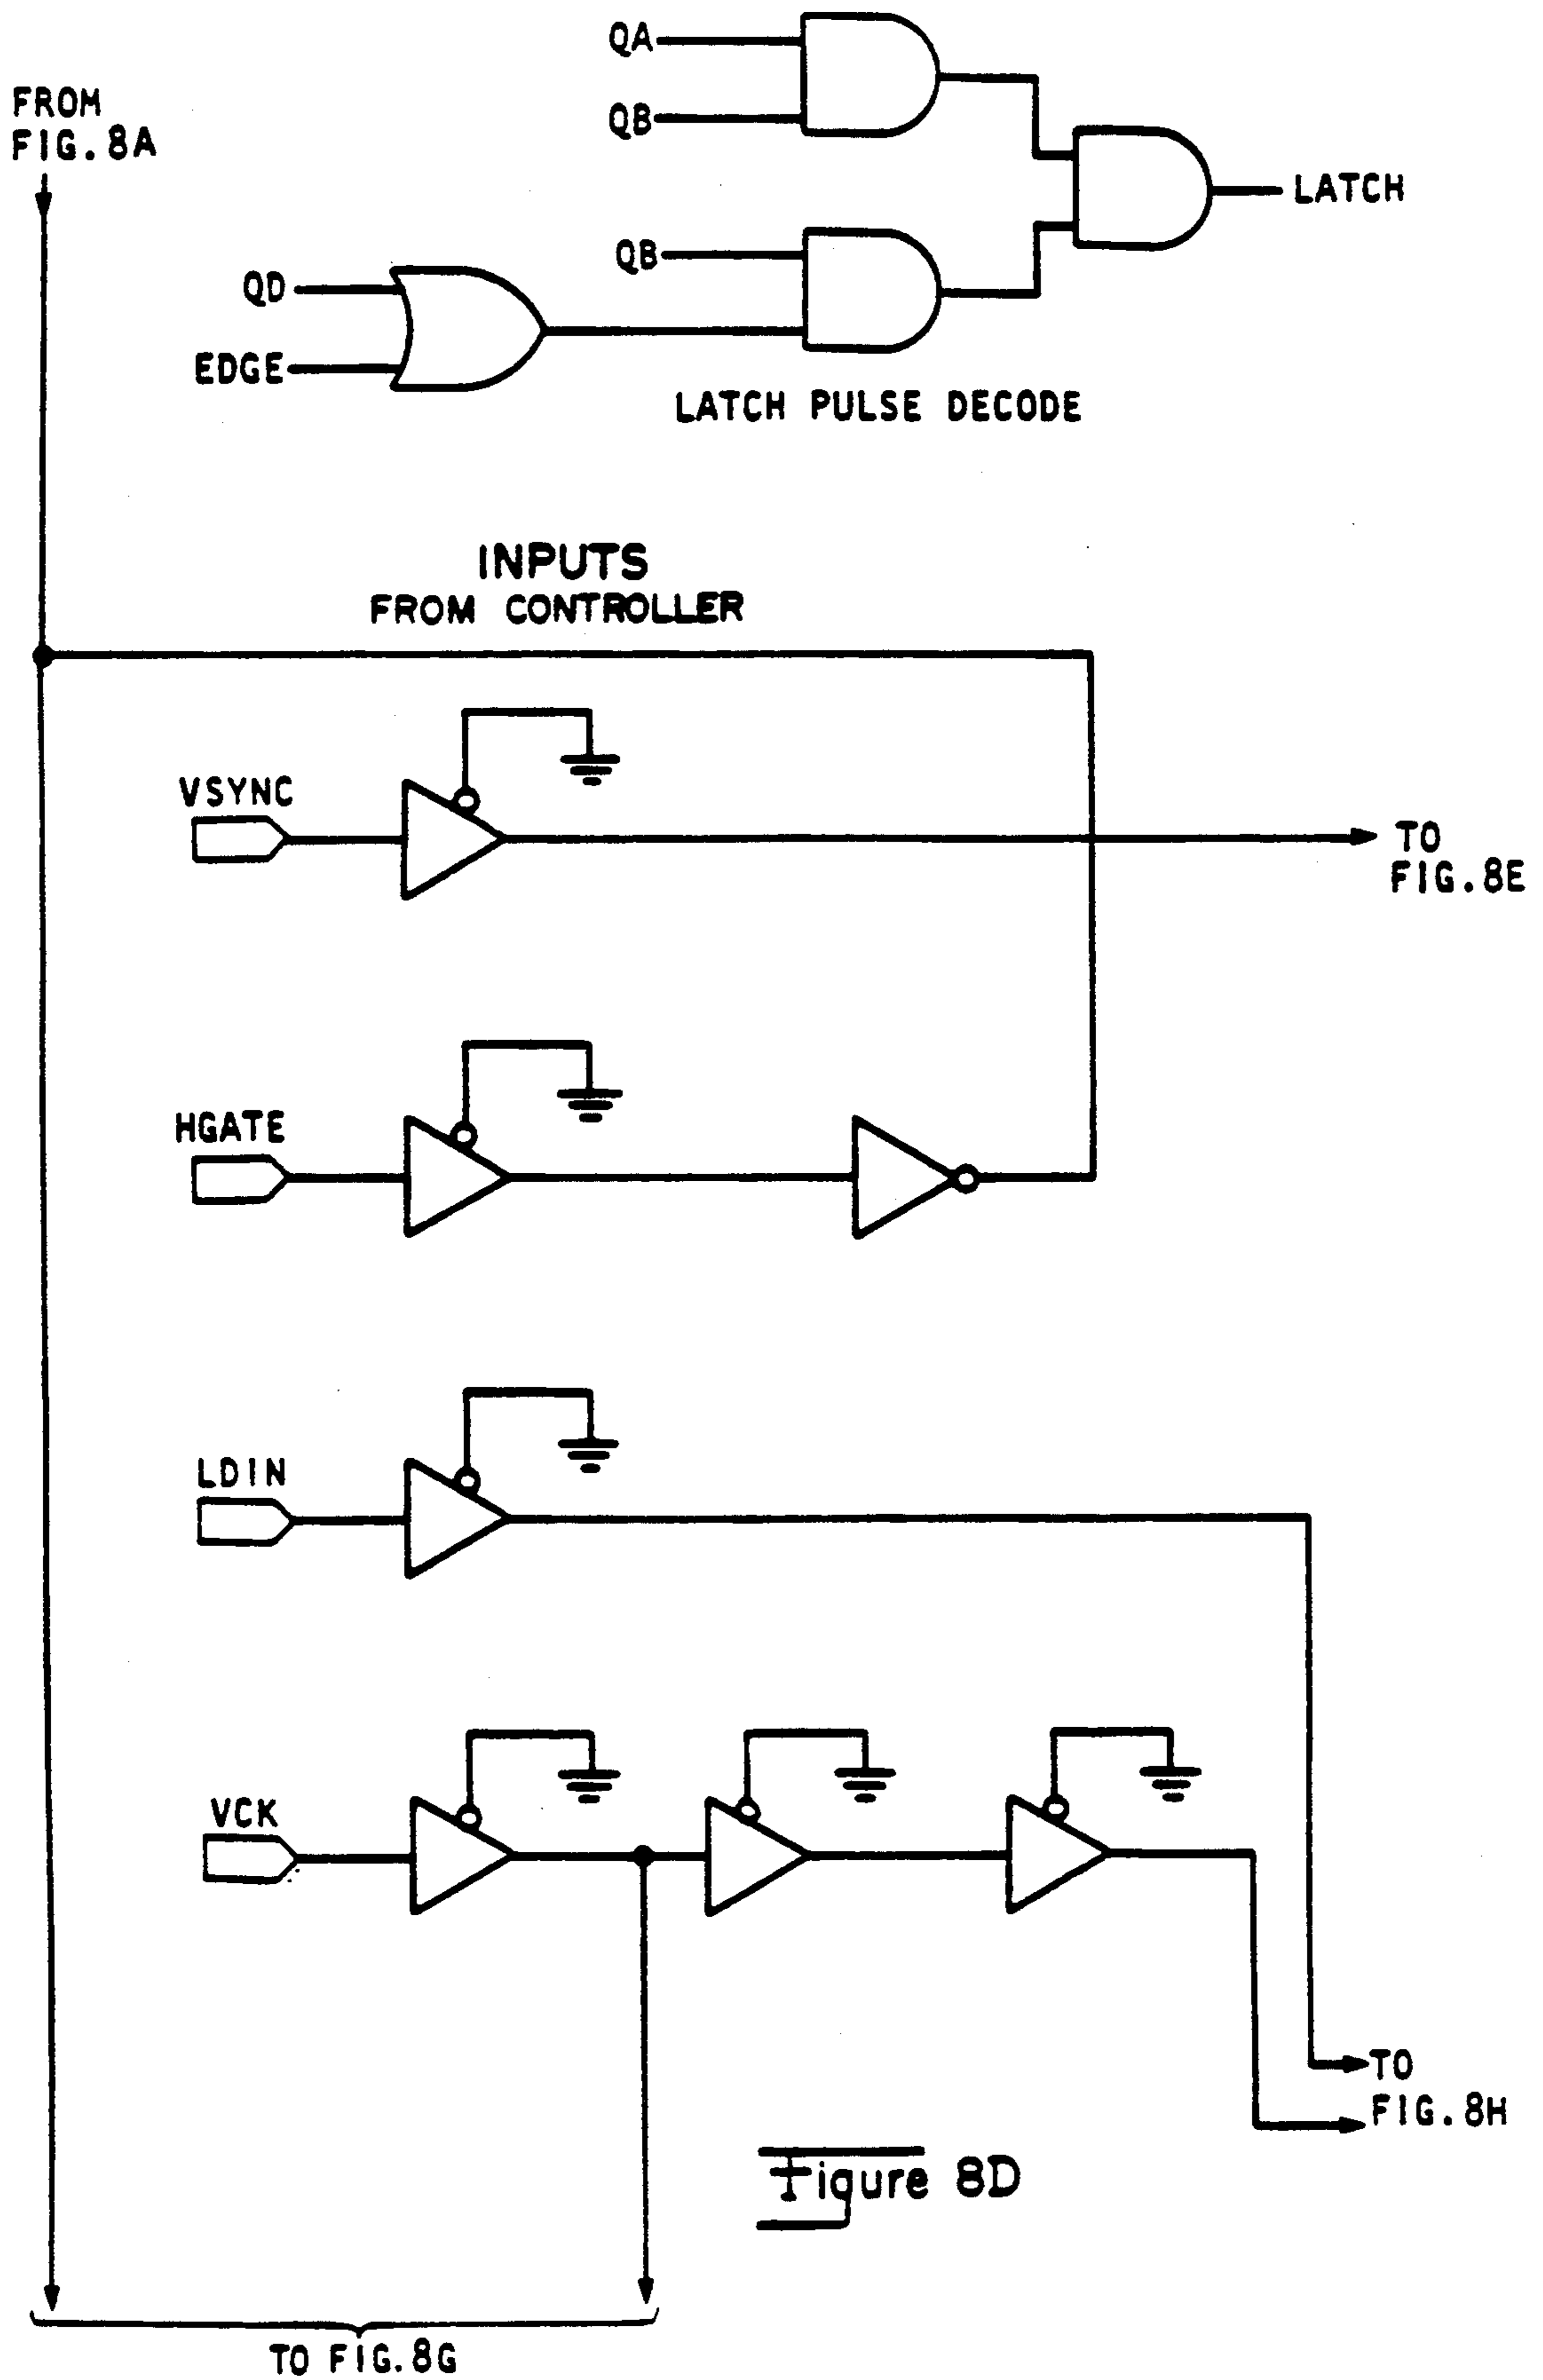 QA
FROM
FIG.8A
QB
LATCH
QB
QD
EDGE
LATCH PULSE DECODE
INPUTS
FROM CONTROLLER
VSYNC
TO
FIG.8E
HGATE
LDIN
VCK
TO
FIG.8H
Figure 8D
TO FIG.8G